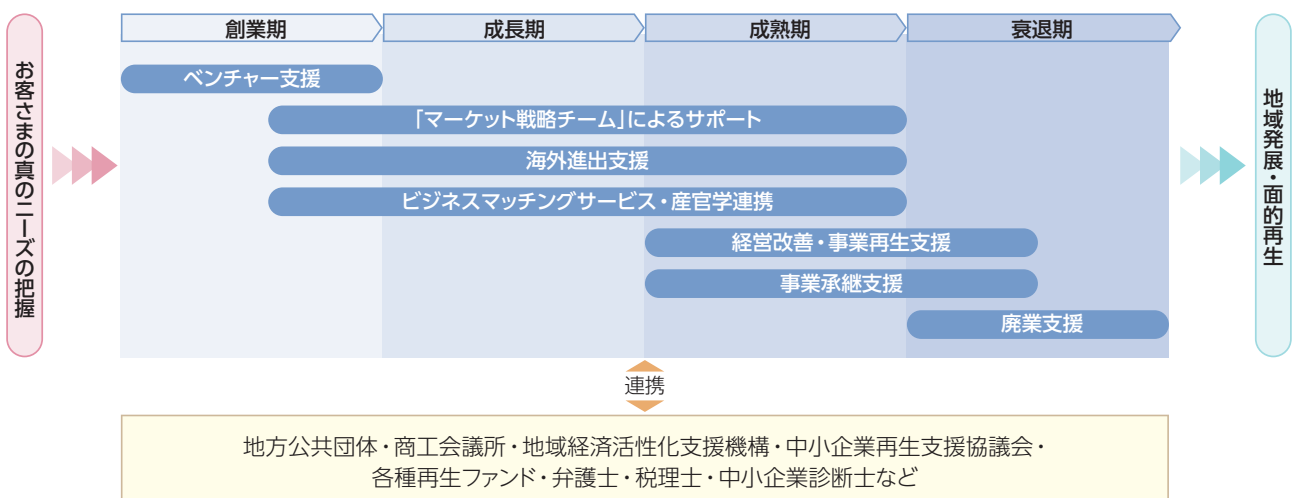 お客さまの真のニーズの把握
創業期
成長期
成熟期
衰退期
ベンチャー支援
「マーケット戦略チーム」によるサポート
海外進出支援
ビジネスマッチングサービス・産官学連携
経営改善・事業再生支援
事業承継支援
廃業支援
地域発展・面的再生
連携
地方公共団体・商工会議所・地域経済活性化支援機構・中小企業再生支援協議会・
各種再生ファンド・弁護士・税理士・中小企業診断士など